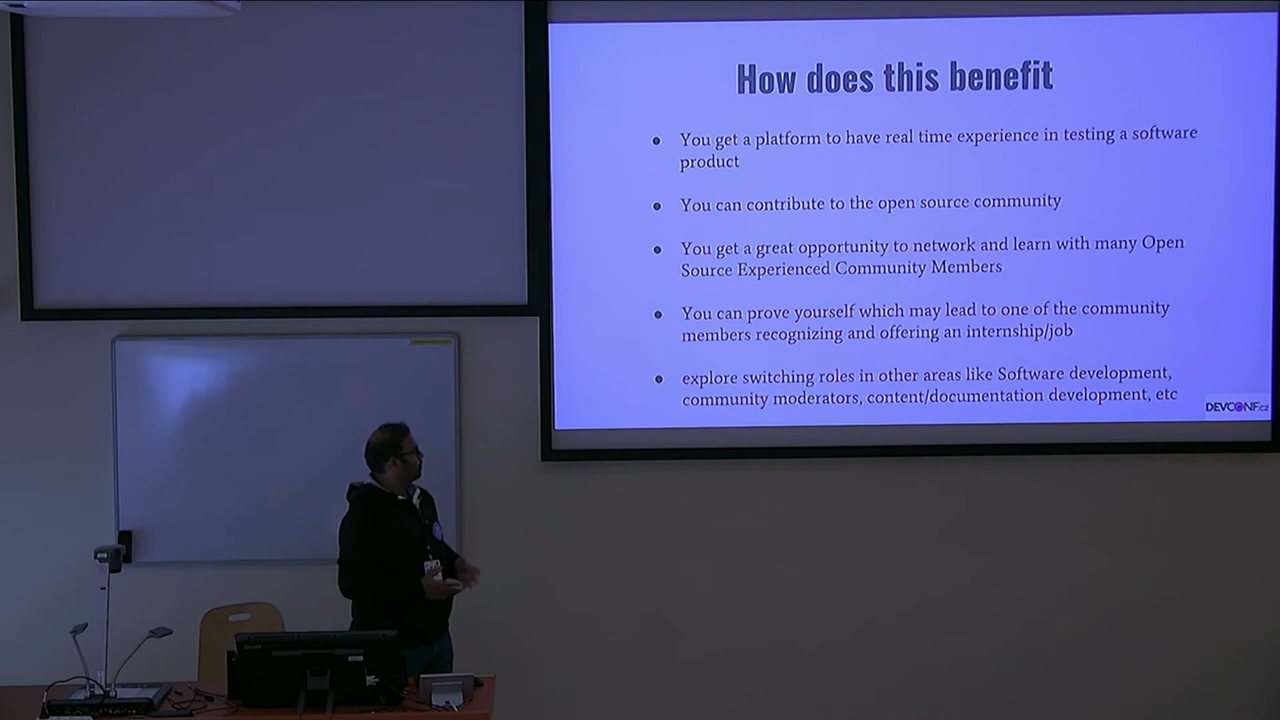 How does this benefit
You get a platform to have real time experience in testing a software
product
You can contribute to the open source community
You get a great opportunity to network and learn with many Open
Source Experienced Community Members
You can prove yourself which may lead to one of the community
members recognizing and offering an internship/job
explore switching roles in other areas like Software development,
community moderators, content/documentation development, etc
DEVCONF.cz